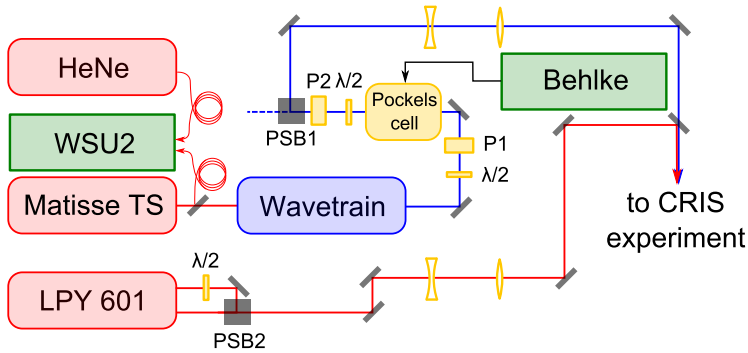 HeNe
WSU2
Matisse TS
Wavetrain
LPY 601
λ/2
PSB2
PSB1
P2 λ/2
Pockels
cell
Behlke
P1
λ/2
to CRIS
experiment